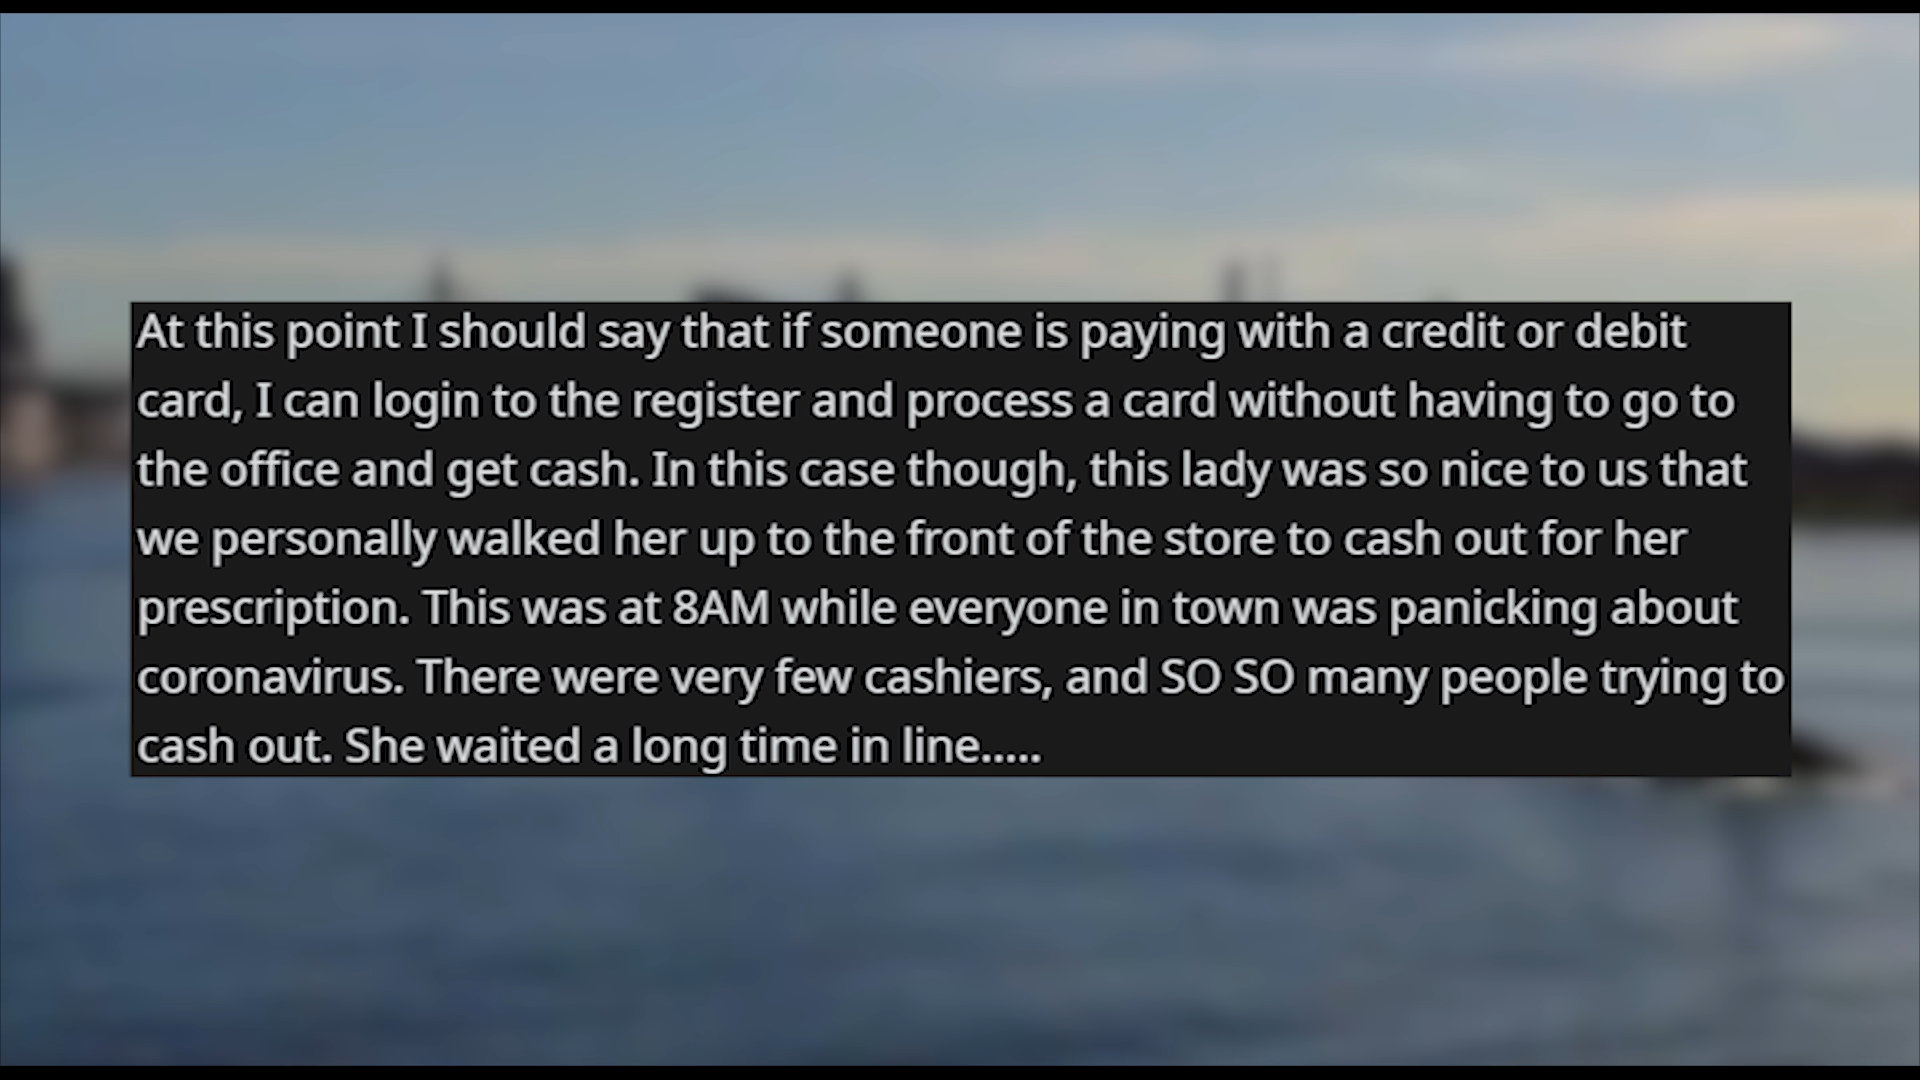 At this point I should say that if someone is paying with a credit or debit
card, I can login to the register and process a card without having to go to
the office and get cash. In this case though, this lady was so nice to us that
we personally walked her up to the front of the store to cash out for her
prescription. This was at 8AM while everyone in town was panicking about
coronavirus. There were very few cashiers, and SO SO many people trying to
cash out. She waited a long time in line.....